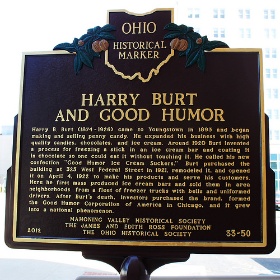 OHIO
HISTORICAL
MARKER
HARRY BURT
AND GOOD HUMOR
Harry B. Burt (1874-1926) came to Youngstown in 1893 and began
making and selling penny candy. He expanded his business with high
quality candies, chocolates, and ice cream. Around 1920 Burt invented
a process for freezing a stick in an ice cream bar and coating it
in chocolate so one could eat it without touching it. He called his new
confection "Good Humor Ice Cream Suckers." Burt purchased the
building at 325 West Federal Street in 1921, remodeled it, and opened
it on April 4, 1922 to make his products and serve his customers.
Here he first mass produced ice cream bars and sold them in area
neighborhoods from a fleet of freezer trucks with bells and uniformed
drivers. After Burt's death, investors purchased the brand, formed
the Good Humor Corporation of America in Chicago, and it grew
into a national phenomenon.
MAHONING VALLEY HISTORICAL SOCIETY
THE JAMES AND EDITH ROSS FOUNDATION
2012 THE OHIO HISTORICAL SOCIETY 33-50